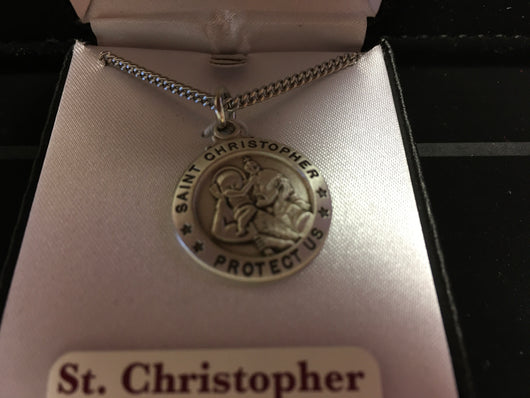 SAINT CHRISTOPHER
PROTECT US
St. Christopher